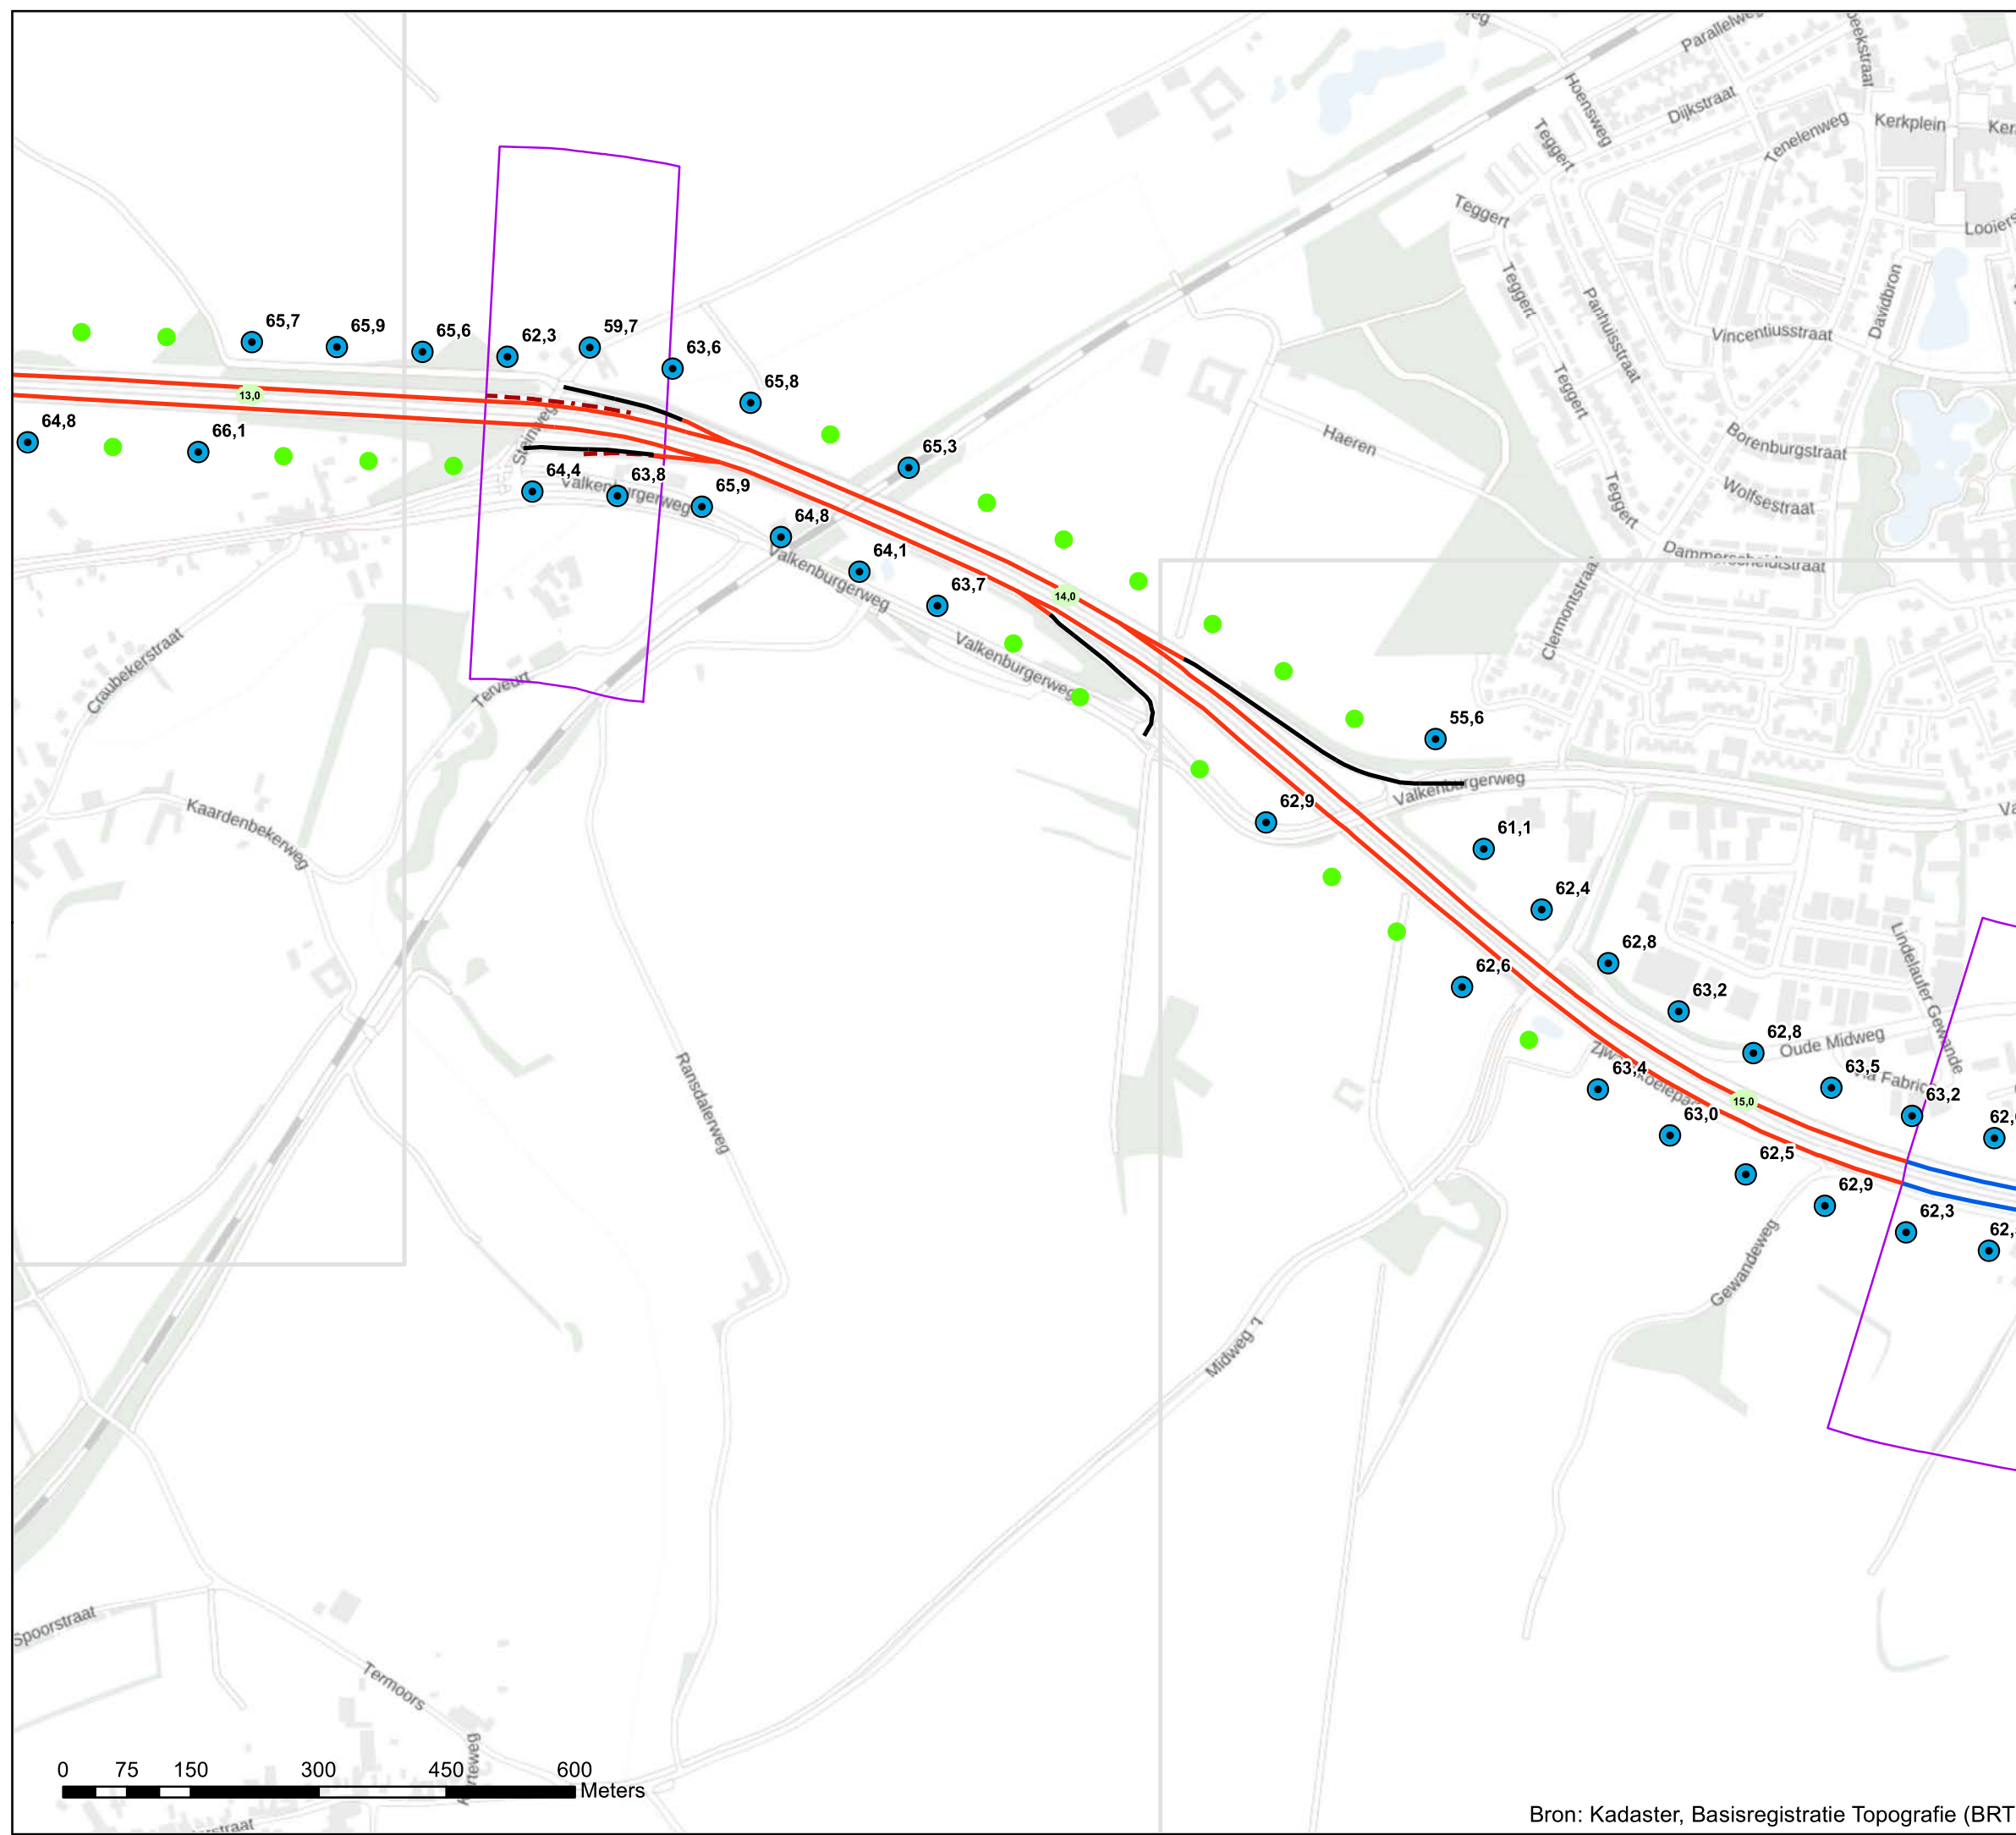 Parallelweg
Hoensweg
Dijkstraat
Tenelenweg
Kerkplein
Teggert
Teggert
Looiers
Teggert
Panhuisstraat
Davidbron
Vincentiusstraat
65,7
65,9
65,6
62,3
59,7
63,6
65,8
Teggert
13,0
64,8
66,1
Steinweg
65,3
Haeren
Borenburgstraat
64,4
63,8
65,9
Valkenburgerweg
Teggert
Wolfsestraat
64,8
64,1
Valkenburgerweg
63,7
Dammerscheidtstraat
14,0
Clermontstraat
Craubekerstraat
Valkenburgerweg
Terveurt
55,6
Valkenburgerweg
Kaardenbekerweg
62,9
61,1
62,4
62,8
62,6
Lindelaufer Gewande
63,2
62,8
Oude Midweg
63,5
63,4
63,2
Ransdalerweg
15,0
63,0
62,5
62,9
62,3
Gewandeweg
Midweg
Spoorstraat
Termoors
0 75 150 300 450 600
Meters
Bron: Kadaster, Basisregistratie Topografie (BRT